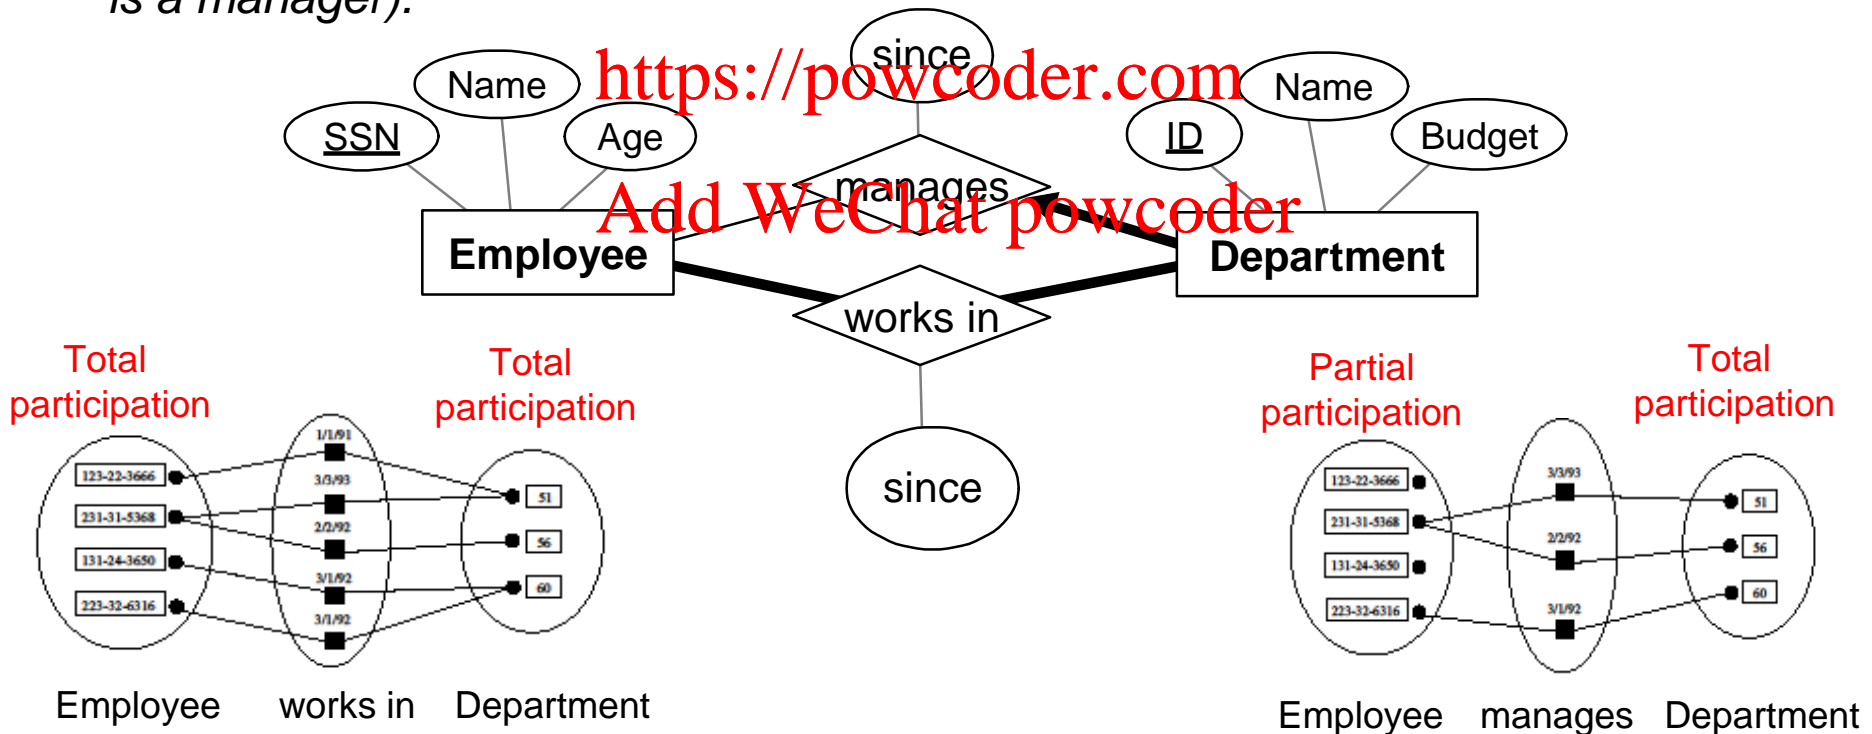 is a manager).
since
https://powcoder.com
Name
Name
SSN
Age
ID
Budget
manages
Add WeChat powcoder
Employee
Department
works in
since
Total
participation
Total
participation
Partial
participation
Total
participation
1/1/91
123-22-3666
3/3/93
51
231-31-5368
2/2/92
56
131-24-3650
3/1/92
60
223-32-6316
3/1/92
Employee
works in
Department
123-22-3666
3/3/93
51
231-31-5368
2/2/92
56
131-24-3650
60
223-32-6316
3/1/92
Employee
manages
Department